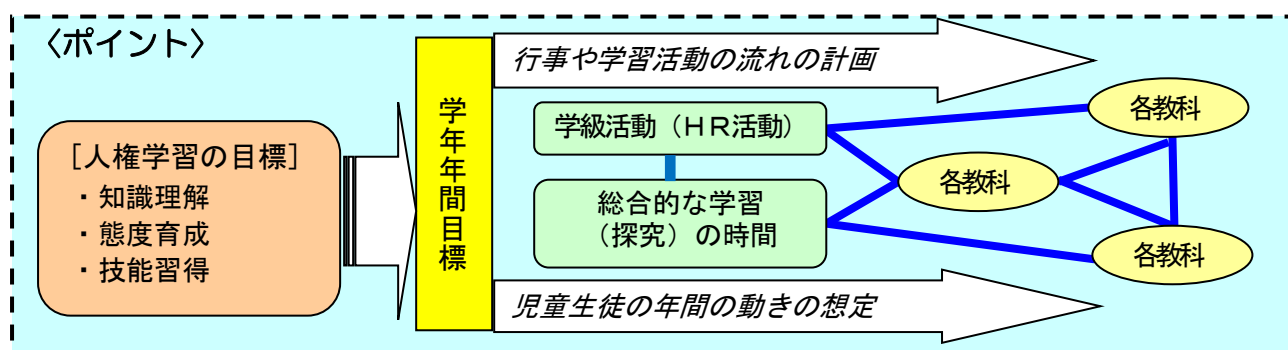 〈ポイント〉
［人権学習の目標］
・知識理解
・態度育成
・技能習得
学年年間目標
行事や学習活動の流れの計画
学級活動（ＨＲ活動）
総合的な学習
（探究）の時間
各教科
各教科
各教科
児童生徒の年間の動きの想定